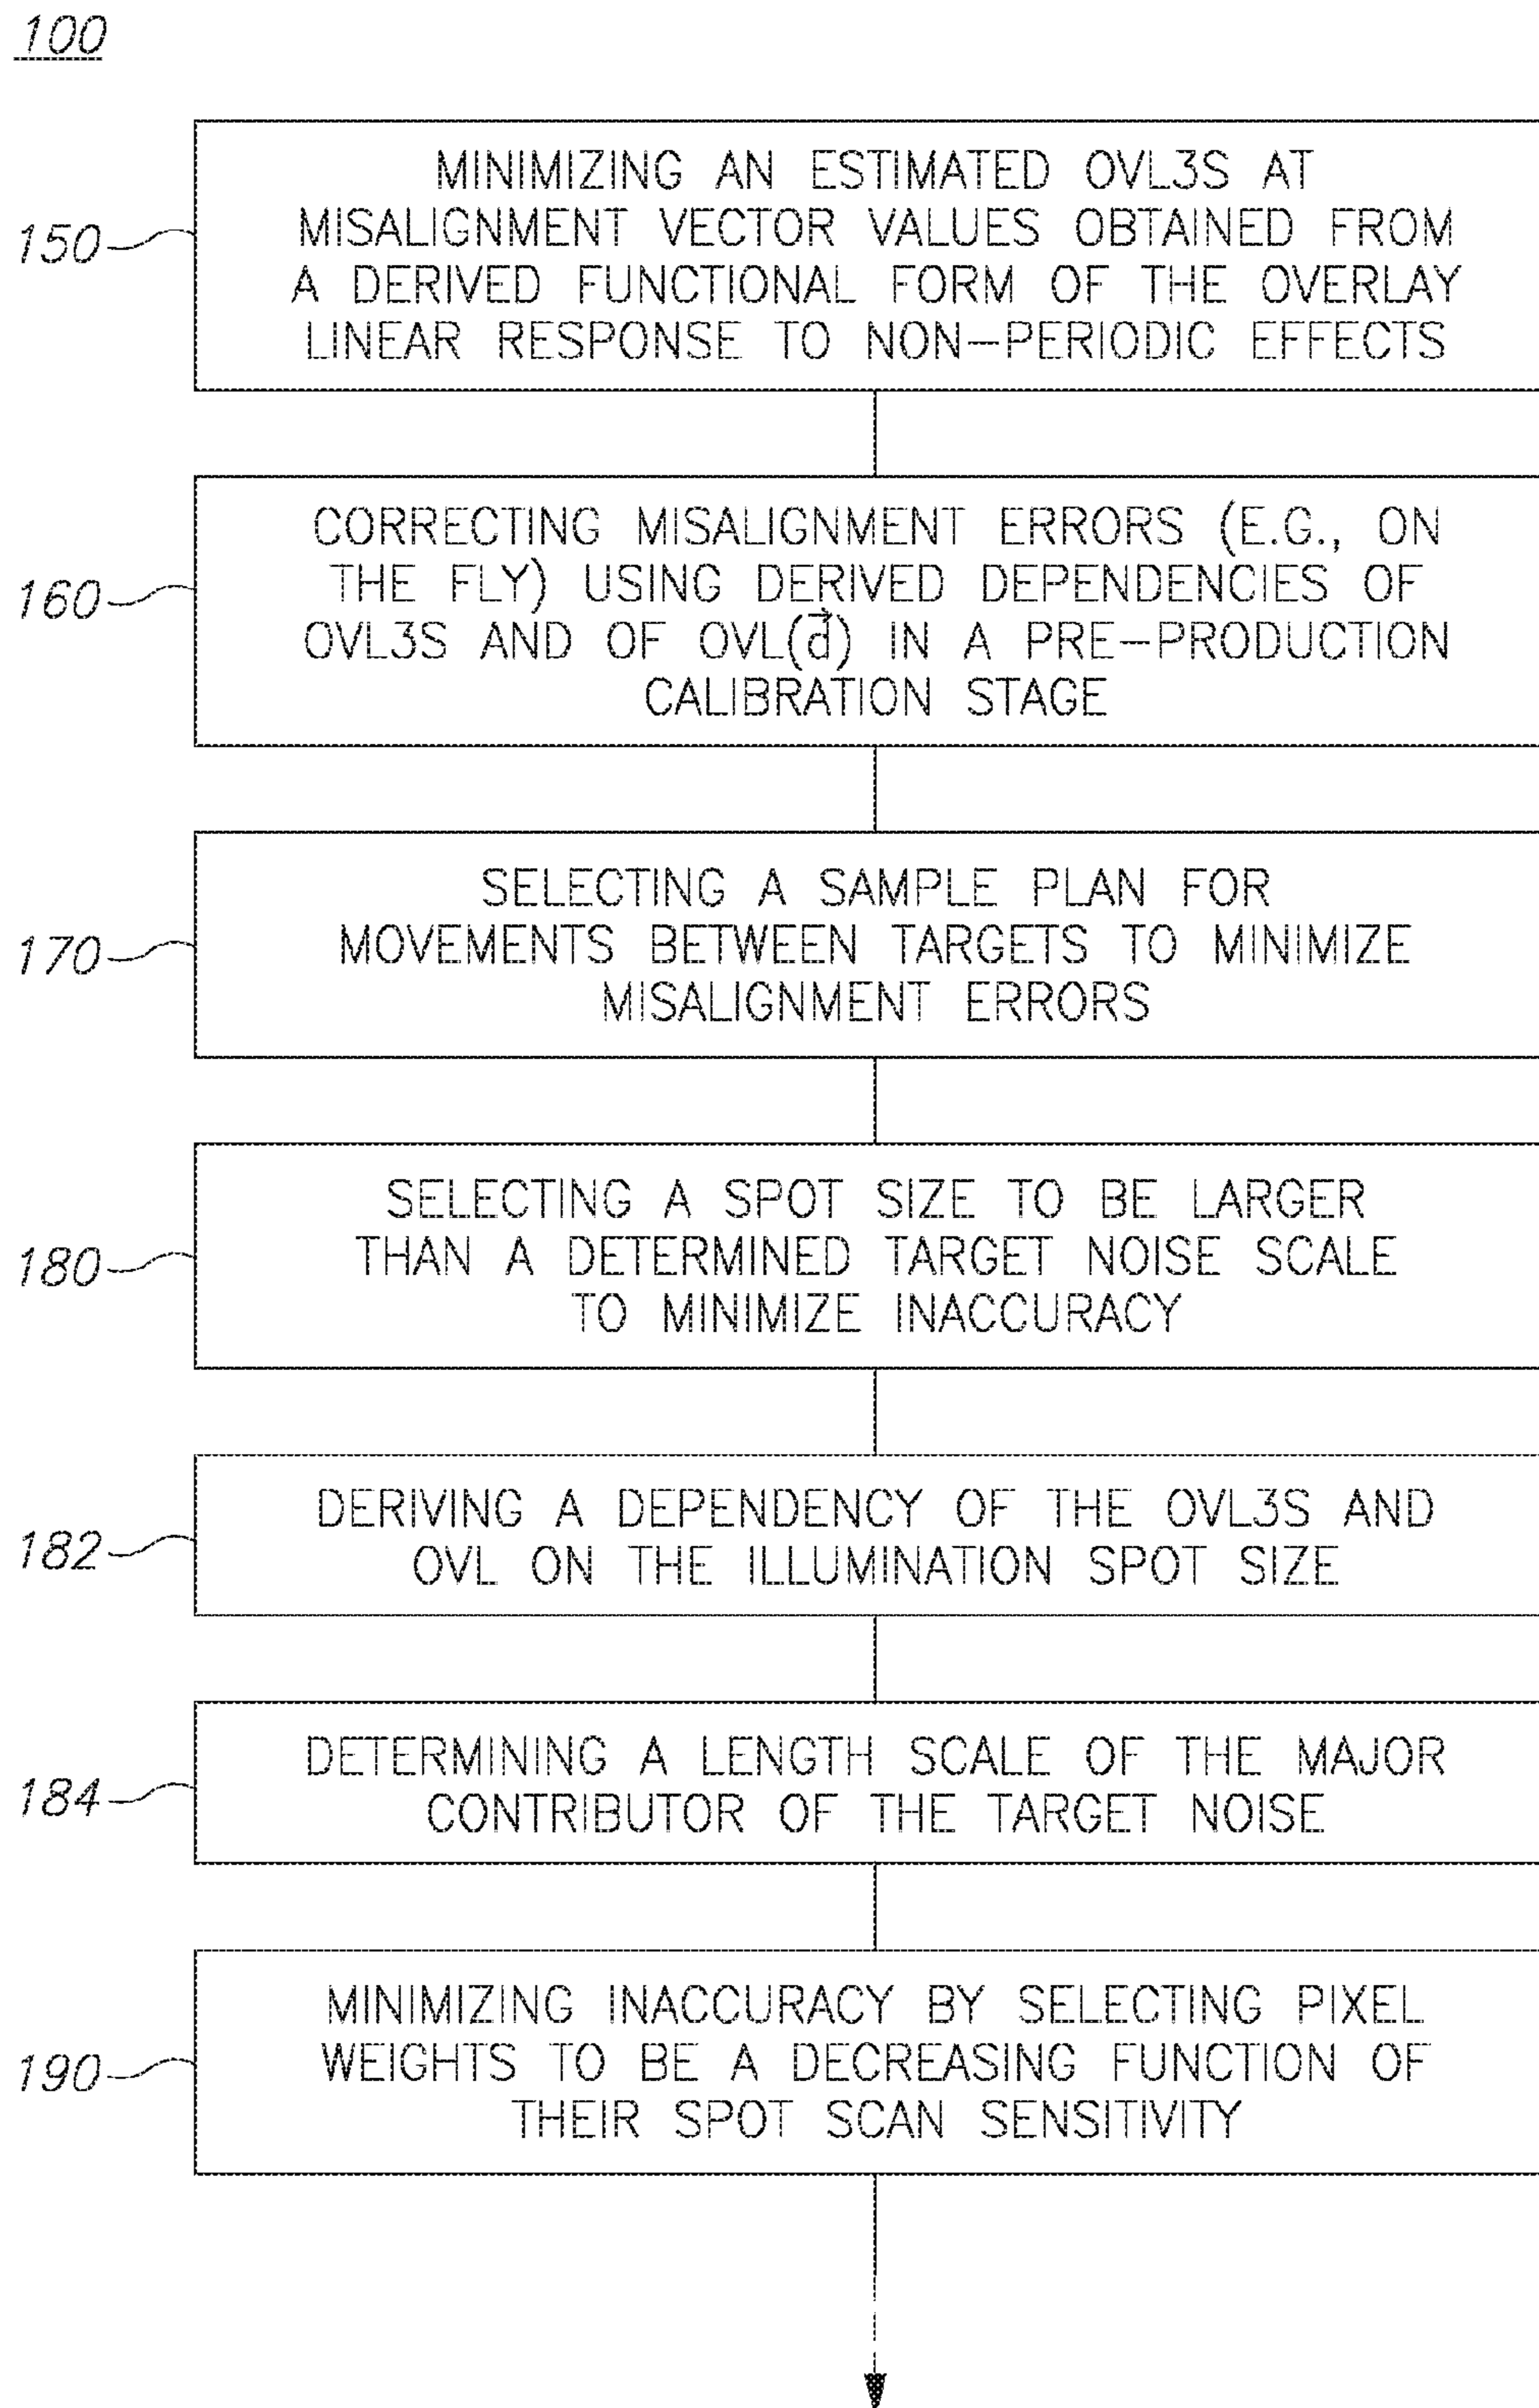 100
150
MINIMIZING AN ESTIMATED OVL3S AT
MISALIGNMENT VECTOR VALUES OBTAINED FROM
A DERIVED FUNCTIONAL FORM OF THE OVERLAY
LINEAR RESPONSE TO NON-PERIODIC EFFECTS
160
CORRECTING MISALIGNMENT ERRORS (E.G., ON
THE FLY) USING DERIVED DEPENDENCIES OF
OVL3S AND OF OVL(d⃗) IN A PRE-PRODUCTION
CALIBRATION STAGE
170
SELECTING A SAMPLE PLAN FOR
MOVEMENTS BETWEEN TARGETS TO MINIMIZE
MISALIGNMENT ERRORS
180
SELECTING A SPOT SIZE TO BE LARGER
THAN A DETERMINED TARGET NOISE SCALE
TO MINIMIZE INACCURACY
182
DERIVING A DEPENDENCY OF THE OVL3S AND
OVL ON THE ILLUMINATION SPOT SIZE
184
DETERMINING A LENGTH SCALE OF THE MAJOR
CONTRIBUTOR OF THE TARGET NOISE
190
MINIMIZING INACCURACY BY SELECTING PIXEL
WEIGHTS TO BE A DECREASING FUNCTION OF
THEIR SPOT SCAN SENSITIVITY